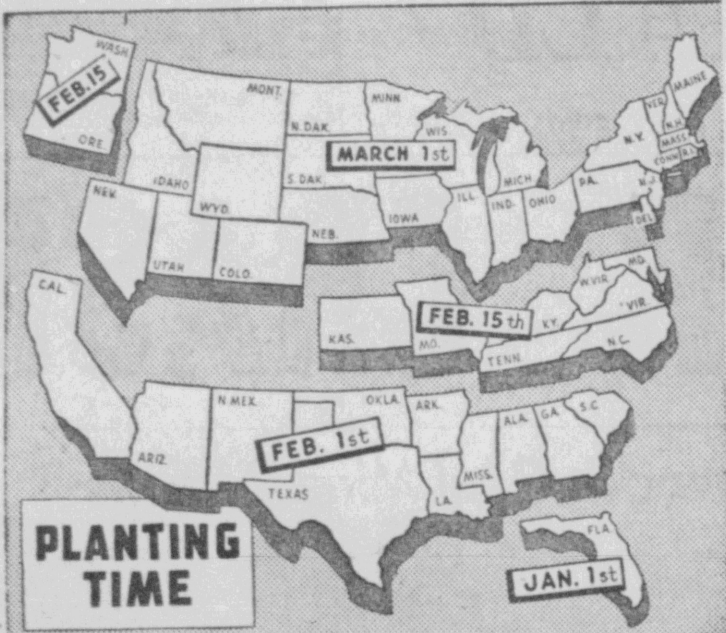 WASH.
FEB. 15
ORE.
MONT.
IDAHO
WYO.
N. DAK.
S. DAK.
MINN.
WIS.
MARCH 1st
MICH
NEB.
IOWA
ILL.
IND.
OHIO
PA.
N.Y.
VER.
N.H.
MAINE
MASS.
CONN.
R.I.
N.J.
DEL.
NEV.
UTAH
COLO.
CAL.
KAS.
MO.
FEB. 15th
KY.
TENN.
W.VIR.
MD.
VIR.
N.C.
ARIZ.
N.MEX.
OKLA.
FEB. 1st
TEXAS
ARK.
LA.
MISS.
ALA.
GA.
S.C.
FLA.
JAN. 1st
PLANTING
TIME